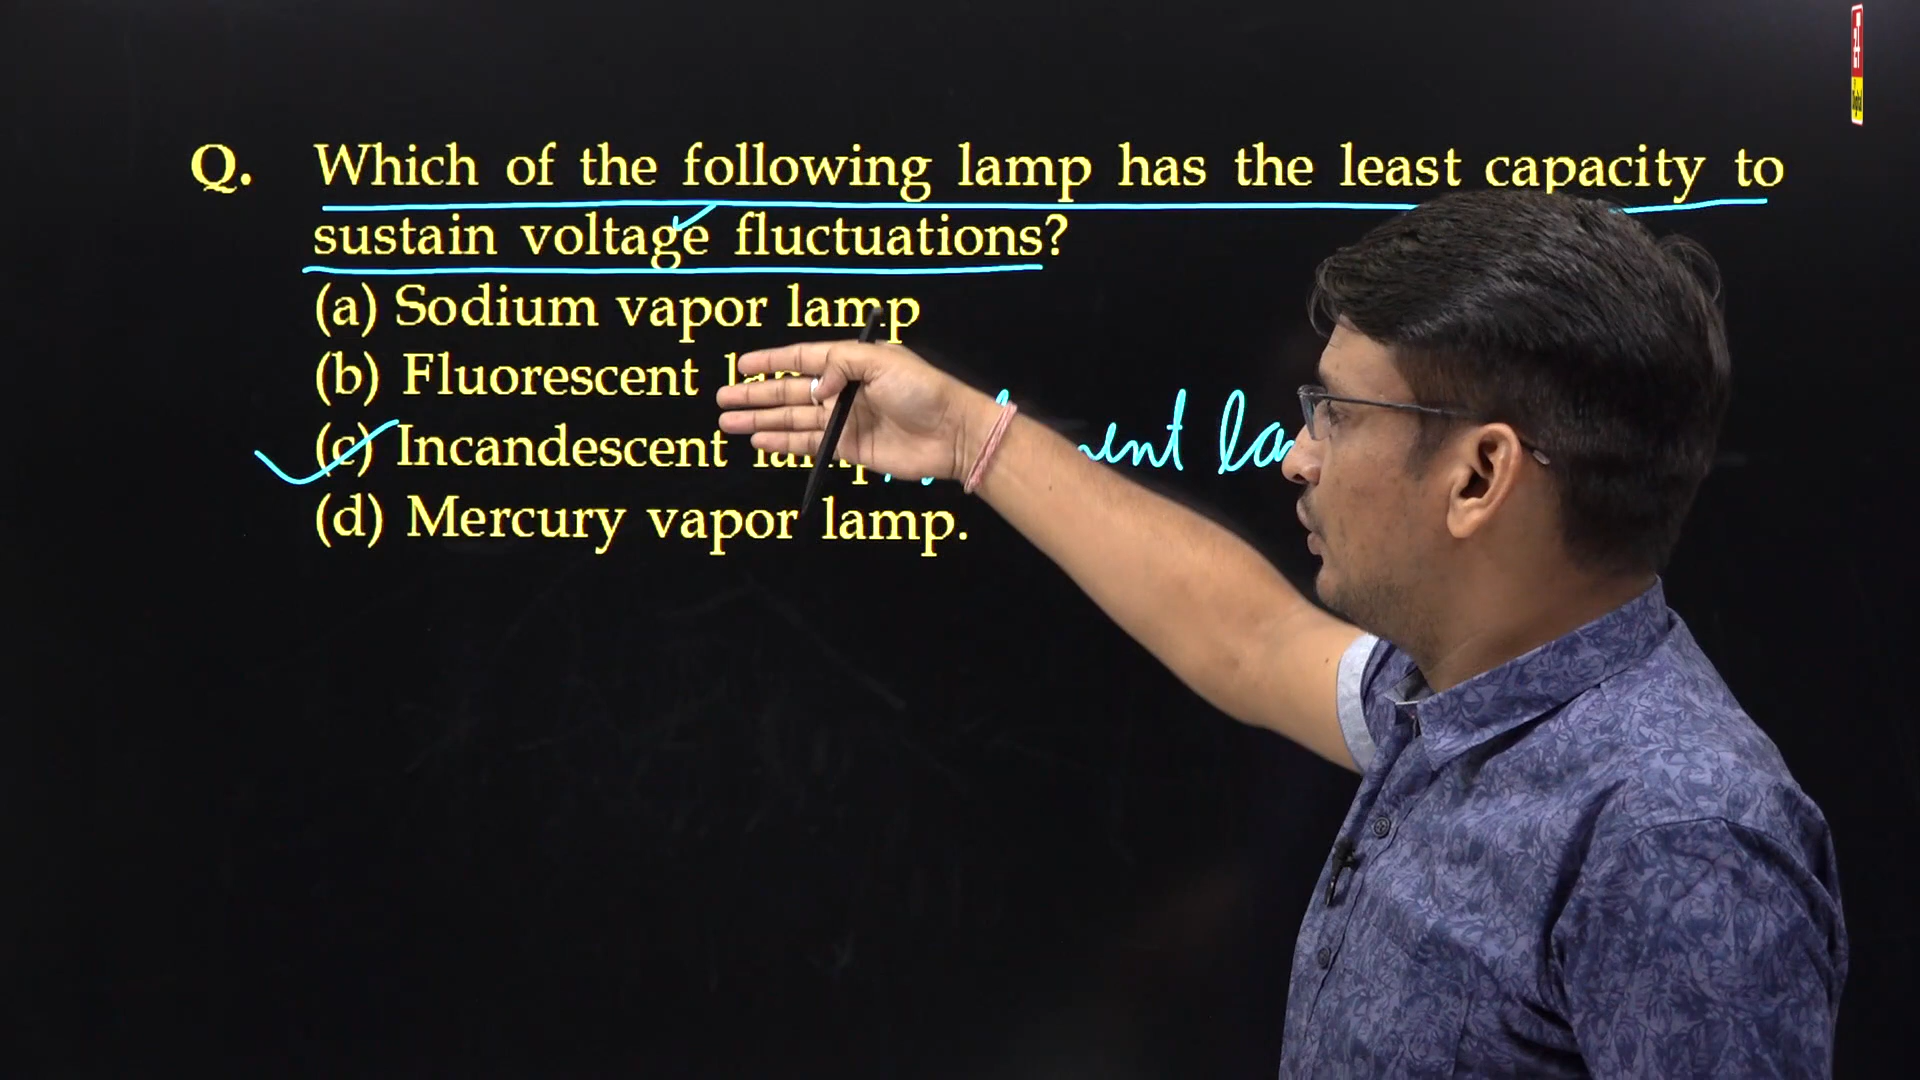 Q. Which of the following lamp has the least capacity to
sustain voltage fluctuations?
(a) Sodium vapor lamp
(b) Fluorescent
(c) Incandescent
(d) Mercury vapor lamp.